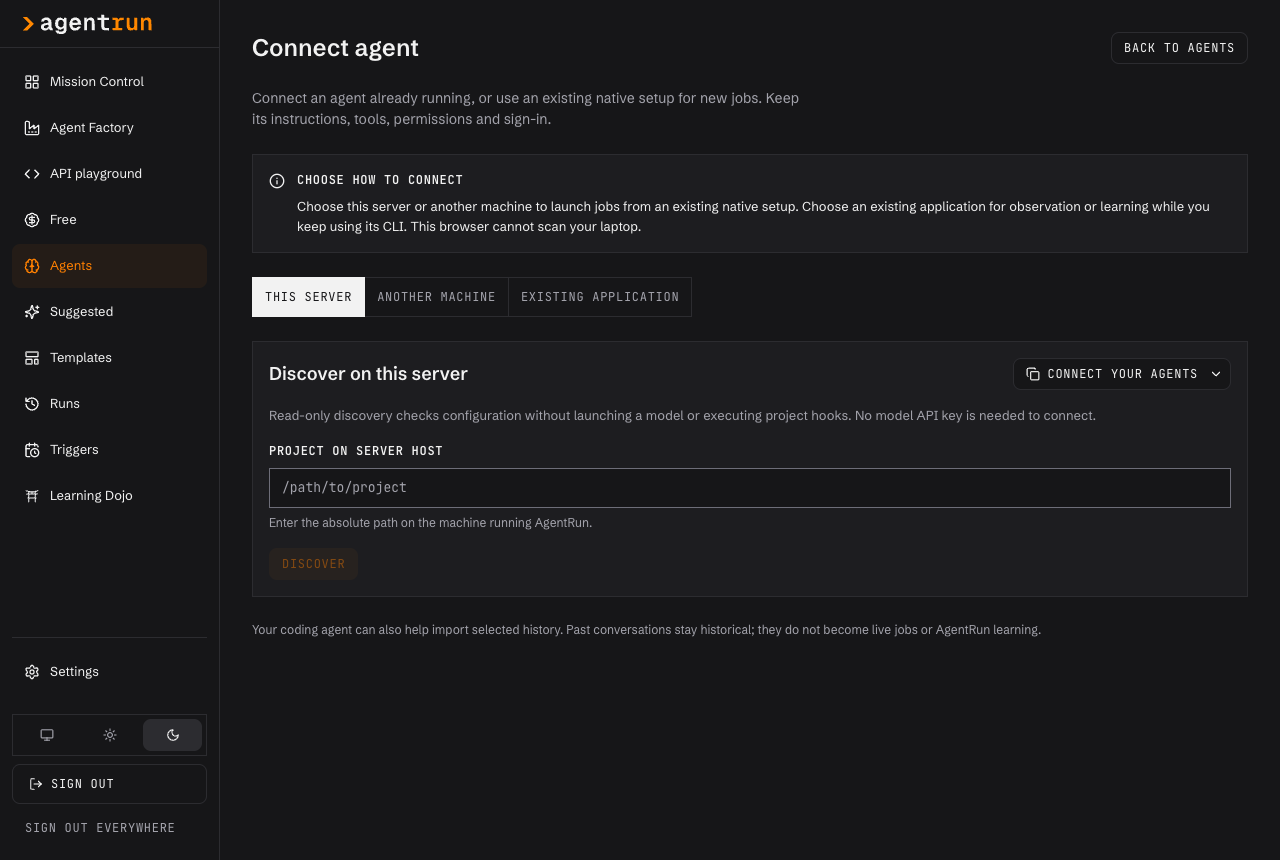 agentrun
Mission Control
Agent Factory
API playground
Free
Agents
Suggested
Templates
Runs
Triggers
Learning Dojo
Settings
SIGN OUT
SIGN OUT EVERYWHERE
Connect agent
BACK TO AGENTS
Connect an agent already running, or use an existing native setup for new jobs. Keep
its instructions, tools, permissions and sign-in.
CHOOSE HOW TO CONNECT
Choose this server or another machine to launch jobs from an existing native setup. Choose an existing application for observation or learning while you
keep using its CLI. This browser cannot scan your laptop.
THIS SERVER
ANOTHER MACHINE
EXISTING APPLICATION
Discover on this server
CONNECT YOUR AGENTS
Read-only discovery checks configuration without launching a model or executing project hooks. No model API key is needed to connect.
PROJECT ON SERVER HOST
/path/to/project
Enter the absolute path on the machine running AgentRun.
DISCOVER
Your coding agent can also help import selected history. Past conversations stay historical; they do not become live jobs or AgentRun learning.